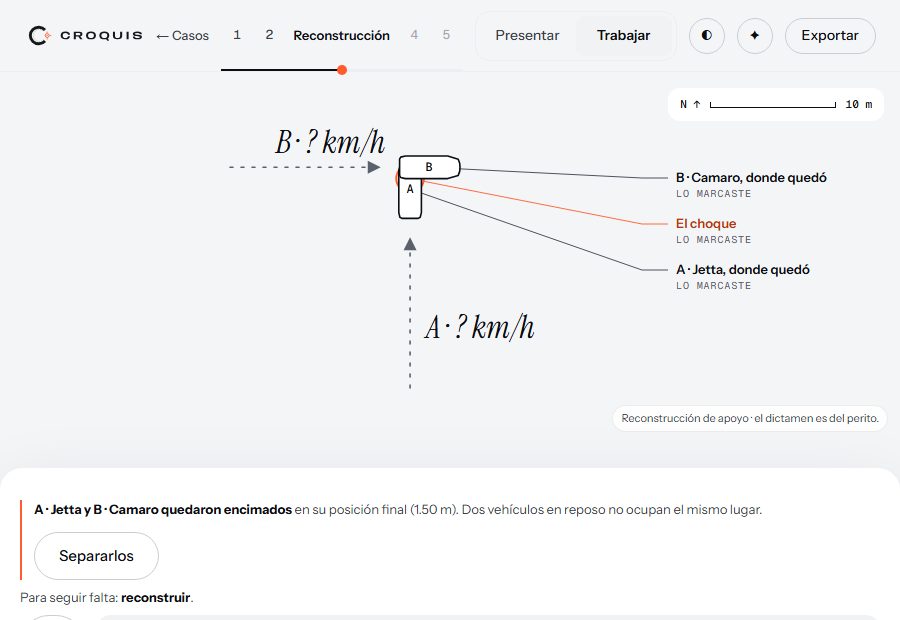 CROQUIS ← Casos 1 2 Reconstrucción 4 5 Presentar Trabajar Exportar
N ↑ 10 m
B · ? km/h
B
A
B · Camaro, donde quedó
LO MARCASTE
El choque
LO MARCASTE
A · Jetta, donde quedó
LO MARCASTE
A · ? km/h
Reconstrucción de apoyo · el dictamen es del perito.
A · Jetta y B · Camaro quedaron encimados en su posición final (1.50 m). Dos vehículos en reposo no ocupan el mismo lugar.
Separarlos
Para seguir falta: reconstruir.